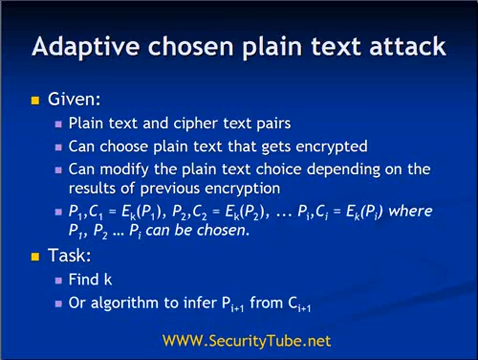 Adaptive chosen plain text attack
Given:
Plain text and cipher text pairs
Can choose plain text that gets encrypted
Can modify the plain text choice depending on the
results of previous encryption
P₁,C₁ = Eₖ(P₁), P₂,C₂ = Eₖ(P₂), ... Pᵢ,Cᵢ = Eₖ(Pᵢ) where
P₁, P₂ … Pᵢ can be chosen.
Task:
Find k
Or algorithm to infer Pᵢ₊₁ from Cᵢ₊₁
WWW.SecurityTube.net